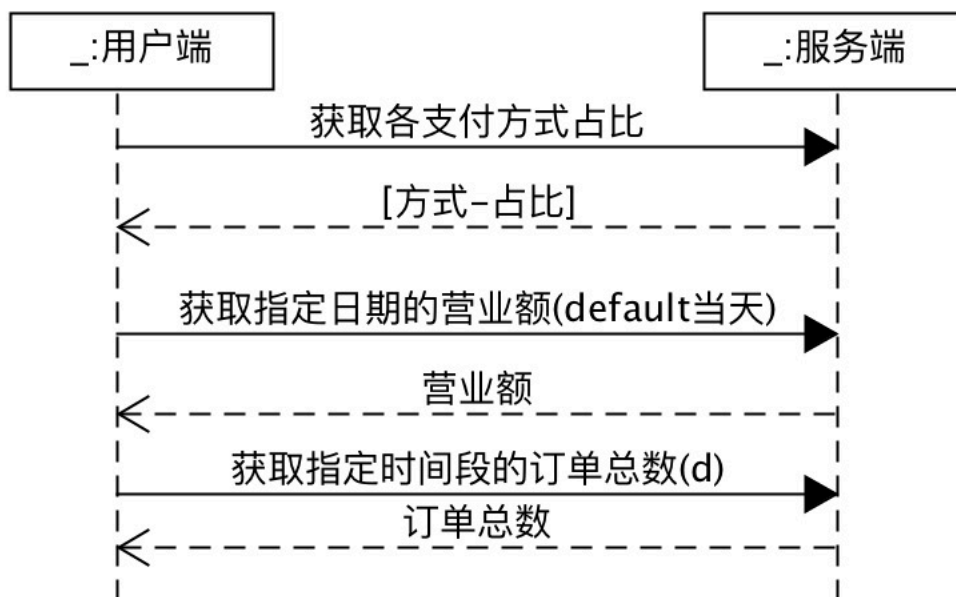 _:用户端
_:服务端
获取各支付方式占比
[方式-占比]
获取指定日期的营业额(default当天)
营业额
获取指定时间段的订单总数(d)
订单总数